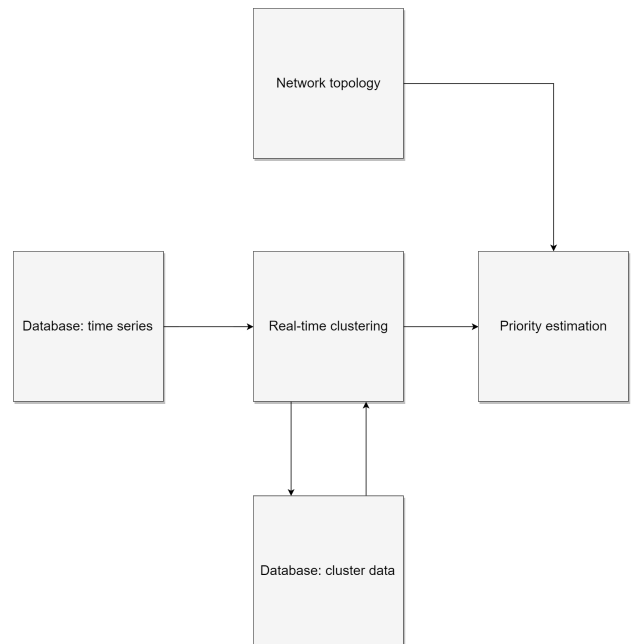 Network topology
Database: time series
Real-time clustering
Priority estimation
Database: cluster data